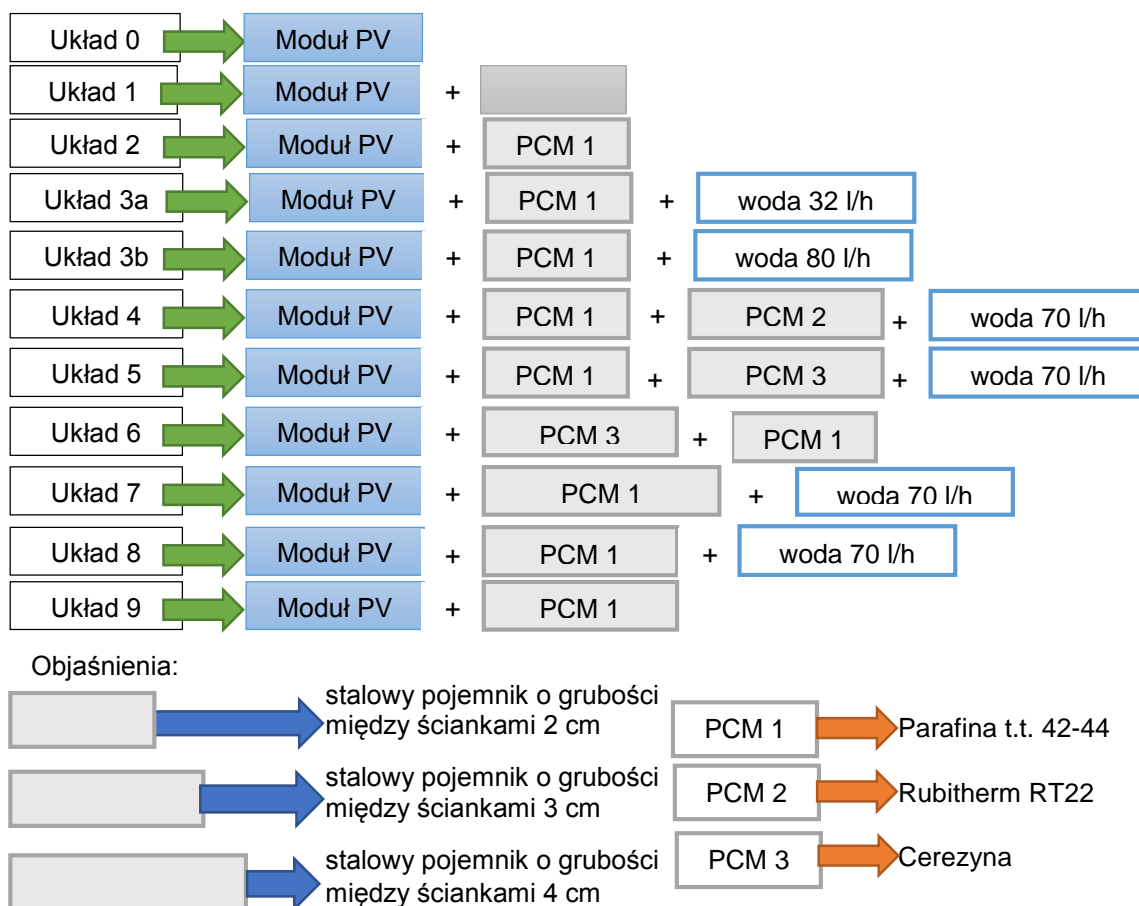 Układ 0 Moduł PV
Układ 1 Moduł PV +
Układ 2 Moduł PV + PCM 1
Układ 3a Moduł PV + PCM 1 + woda 32 l/h
Układ 3b Moduł PV + PCM 1 + woda 80 l/h
Układ 4 Moduł PV + PCM 1 + PCM 2 + woda 70 l/h
Układ 5 Moduł PV + PCM 1 + PCM 3 + woda 70 l/h
Układ 6 Moduł PV + PCM 3 + PCM 1
Układ 7 Moduł PV + PCM 1 + woda 70 l/h
Układ 8 Moduł PV + PCM 1 + woda 70 l/h
Układ 9 Moduł PV + PCM 1
Objaśnienia:
stalowy pojemnik o grubości
między ściankami 2 cm
stalowy pojemnik o grubości
między ściankami 3 cm
stalowy pojemnik o grubości
między ściankami 4 cm
PCM 1 Parafina t.t. 42-44
PCM 2 Rubitherm RT22
PCM 3 Cerezyna